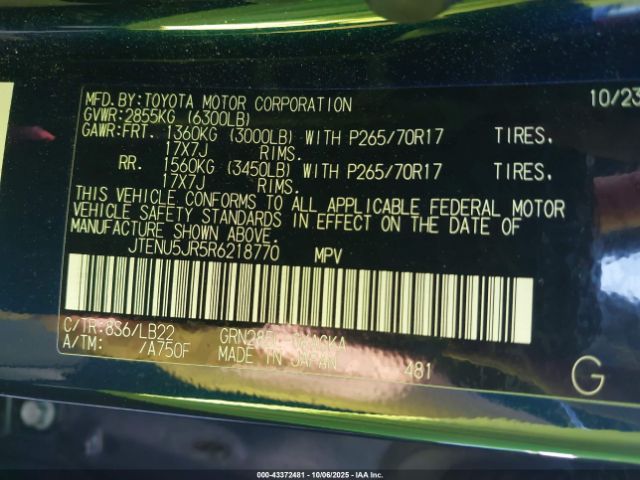 MFD.BY:TOYOTA MOTOR CORPORATION 10/23
GVWR:2855KG (6300LB)
GAWR:FRT. 1360KG (3000LB) WITH P265/70R17 TIRES,
17X7J RIMS.
RR. 1560KG (3450LB) WITH P265/70R17 TIRES,
17X7J RIMS.
THIS VEHICLE CONFORMS TO ALL APPLICABLE FEDERAL MOTOR
VEHICLE SAFETY STANDARDS IN EFFECT ON THE DATE OF
MANUFACTURE SHOWN ABOVE.
JTENU5JR5R6218770 MPV
C/TR:8S6/LB22 GRN285L
A/TM: /A750F MADE IN JAPAN 481
G
000-43372481 - 10/06/2025 - IAA Inc.